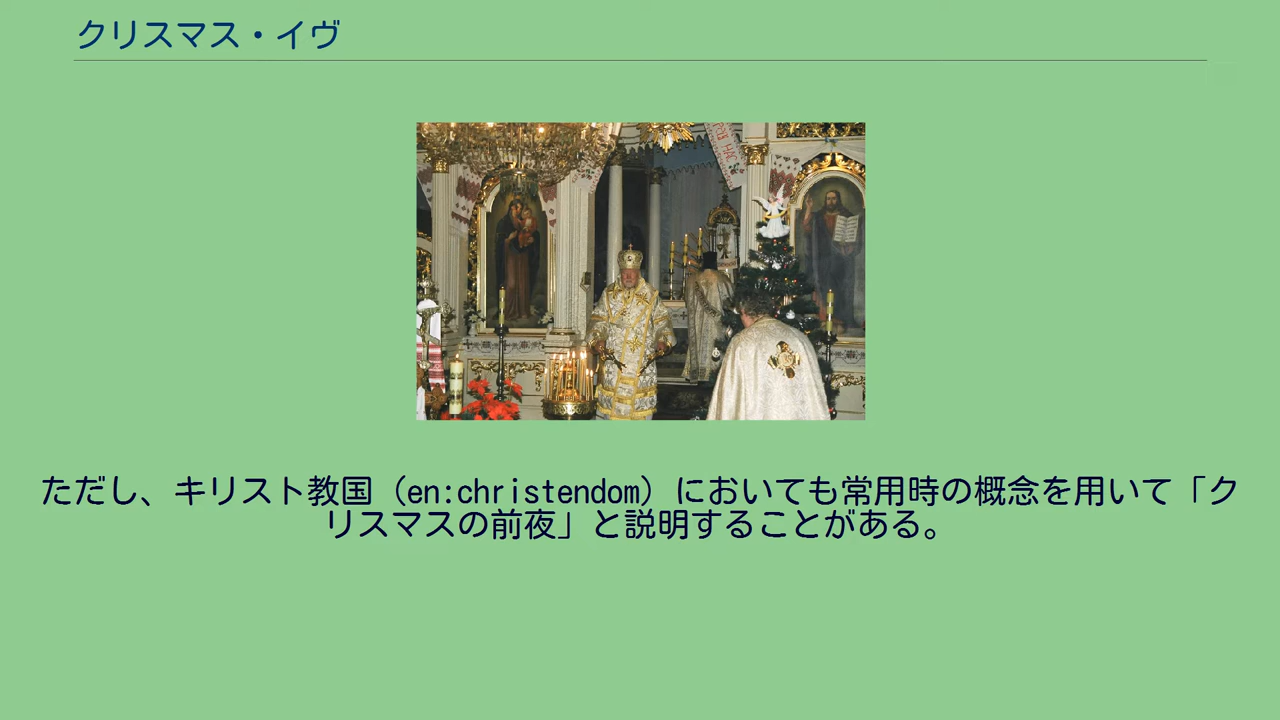 クリスマス・イヴ
ただし、キリスト教国（en:christendom）においても常用時の概念を用いて「ク
リスマスの前夜」と説明することがある。